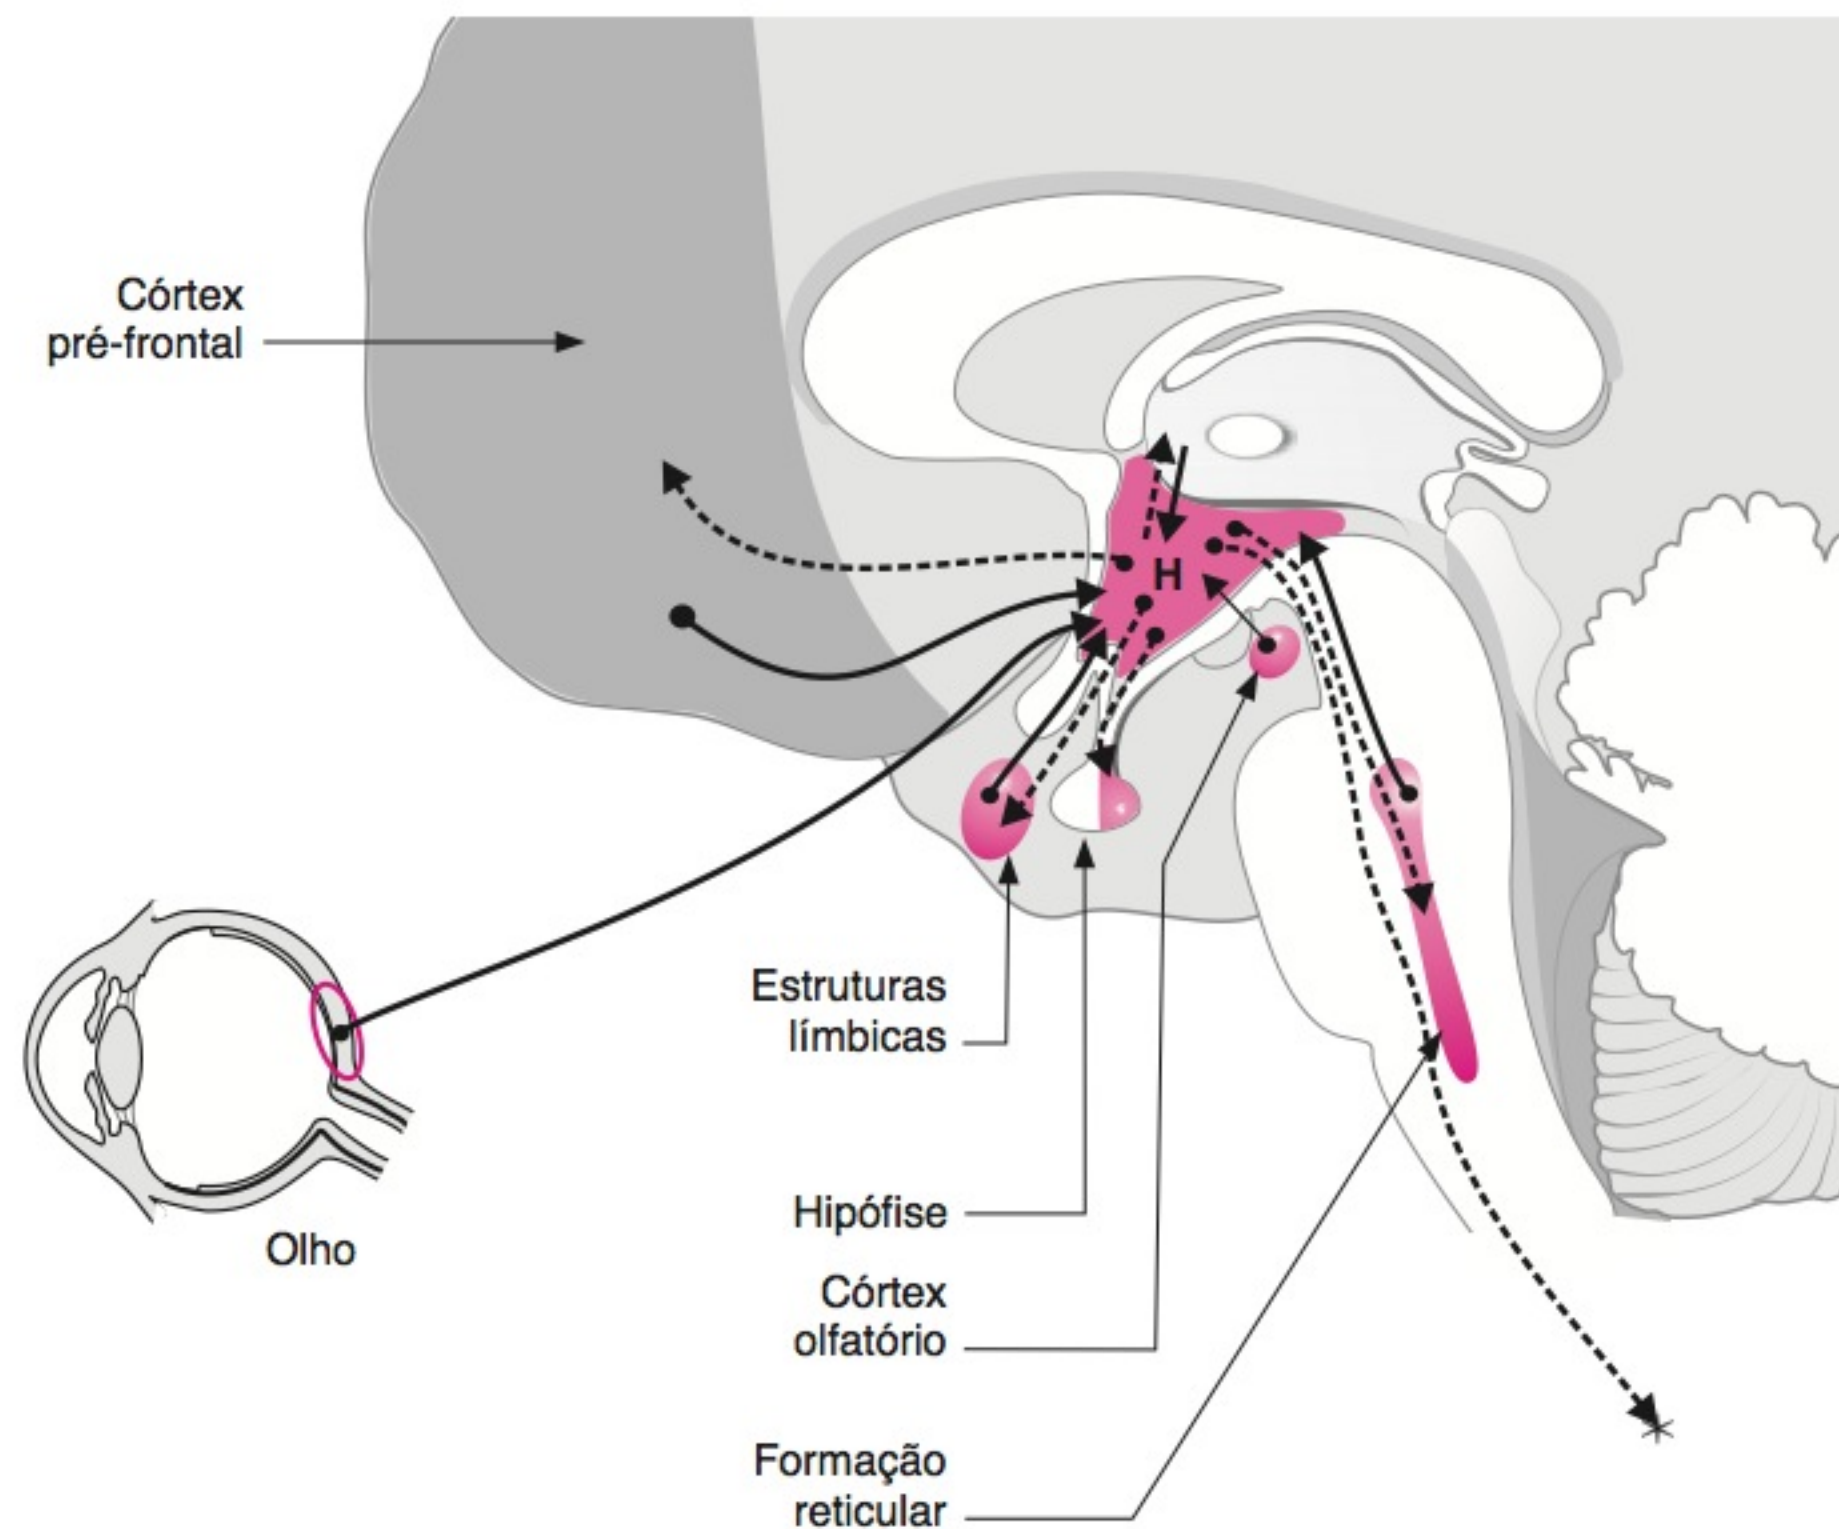 Córtex
pré-frontal
H
Estruturas
límbicas
Olho
Hipófise
Córtex
olfatório
Formação
reticular